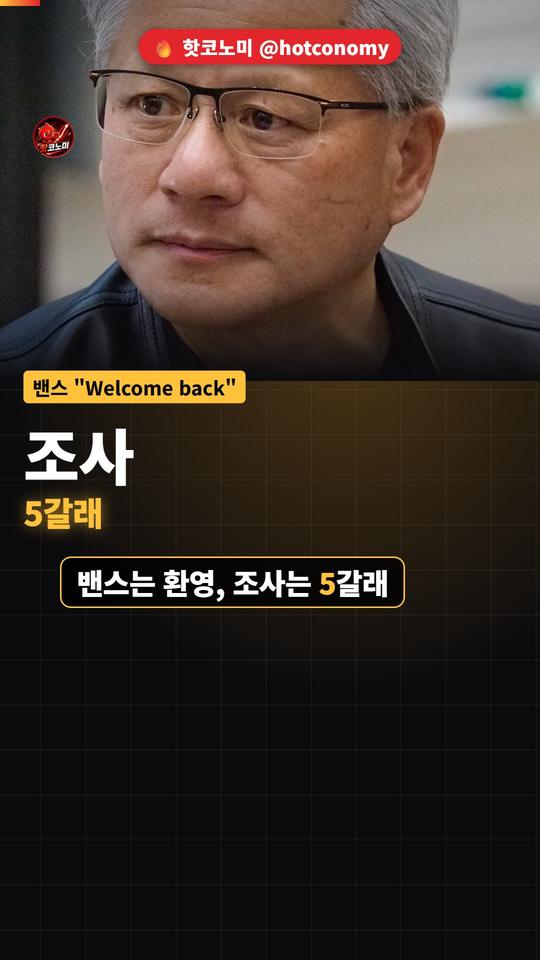 🔥 핫코노미 @hotconomy
핫코노미
밴스 "Welcome back"
조사
5갈래
밴스는 환영, 조사는 5갈래